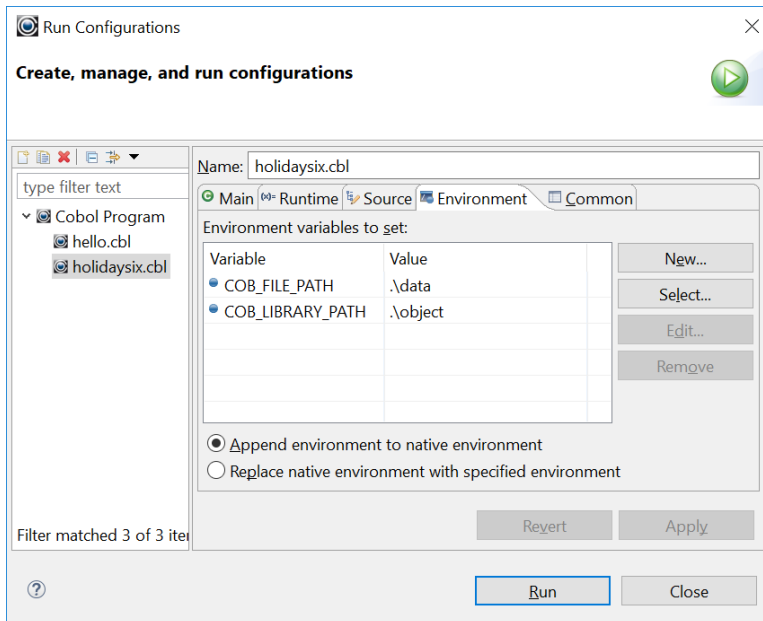 Run Configurations
Create, manage, and run configurations
type filter text
Cobol Program
hello.cbl
holidaysix.cbl
Filter matched 3 of 3 iter
Name: holidaysix.cbl
Main Runtime Source Environment Common
Environment variables to set:
Variable Value
COB_FILE_PATH .\data
COB_LIBRARY_PATH .\object
New...
Select...
Edit...
Remove
Append environment to native environment
Replace native environment with specified environment
Revert Apply
Run Close